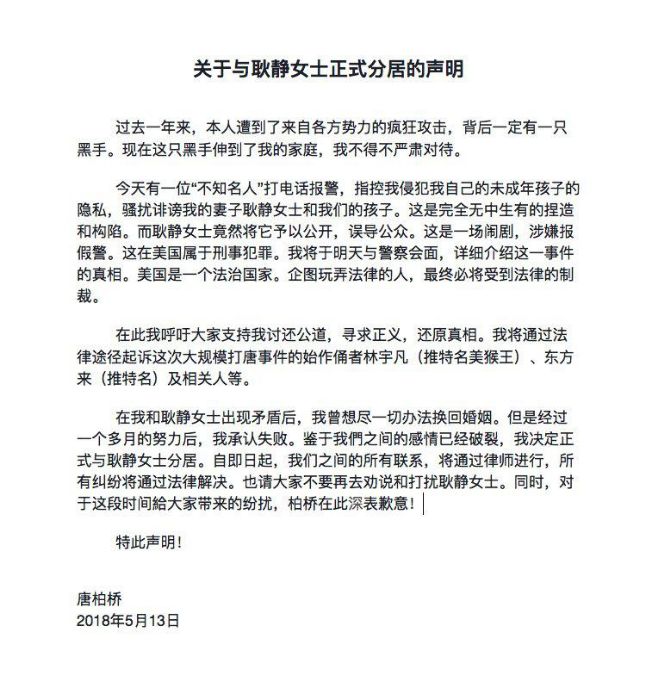 关于与耿静女士正式分居的声明
过去一年来，本人遭到了来自各方势力的疯狂攻击，背后一定有一只
黑手。现在这只黑手伸到了我的家庭，我不得不严肃对待。
今天有一位“不知名人”打电话报警，指控我侵犯我自己的未成年孩子的
隐私，骚扰诽谤我的妻子耿静女士和我们的孩子。这是完全无中生有的捏造
和构陷。而耿静女士竟然将它予以公开，误导公众。这是一场闹剧，涉嫌报
假警。这在美国属于刑事犯罪。我将于明天与警察会面，详细介绍这一事件
的真相。美国是一个法治国家。企图玩弄法律的人，最终必将受到法律的制
裁。
在此我呼吁大家支持我讨还公道，寻求正义，还原真相。我将通过法
律途径起诉这次大规模打唐事件的始作俑者林宇凡（推特名美猴王）、东方
来（推特名）及相关人等。
在我和耿静女士出现矛盾后，我曾想尽一切办法换回婚姻。但是经过
一个多月的努力后，我承认失败。鉴于我們之间的感情已经破裂，我决定正
式与耿静女士分居。自即日起，我们之间的所有联系，将通过律师进行，所
有纠纷将通过法律解决。也请大家不要再去劝说和打扰耿静女士。同时，对
于这段时间給大家带来的纷扰，柏桥在此深表歉意！
特此声明！
唐柏桥
2018年5月13日